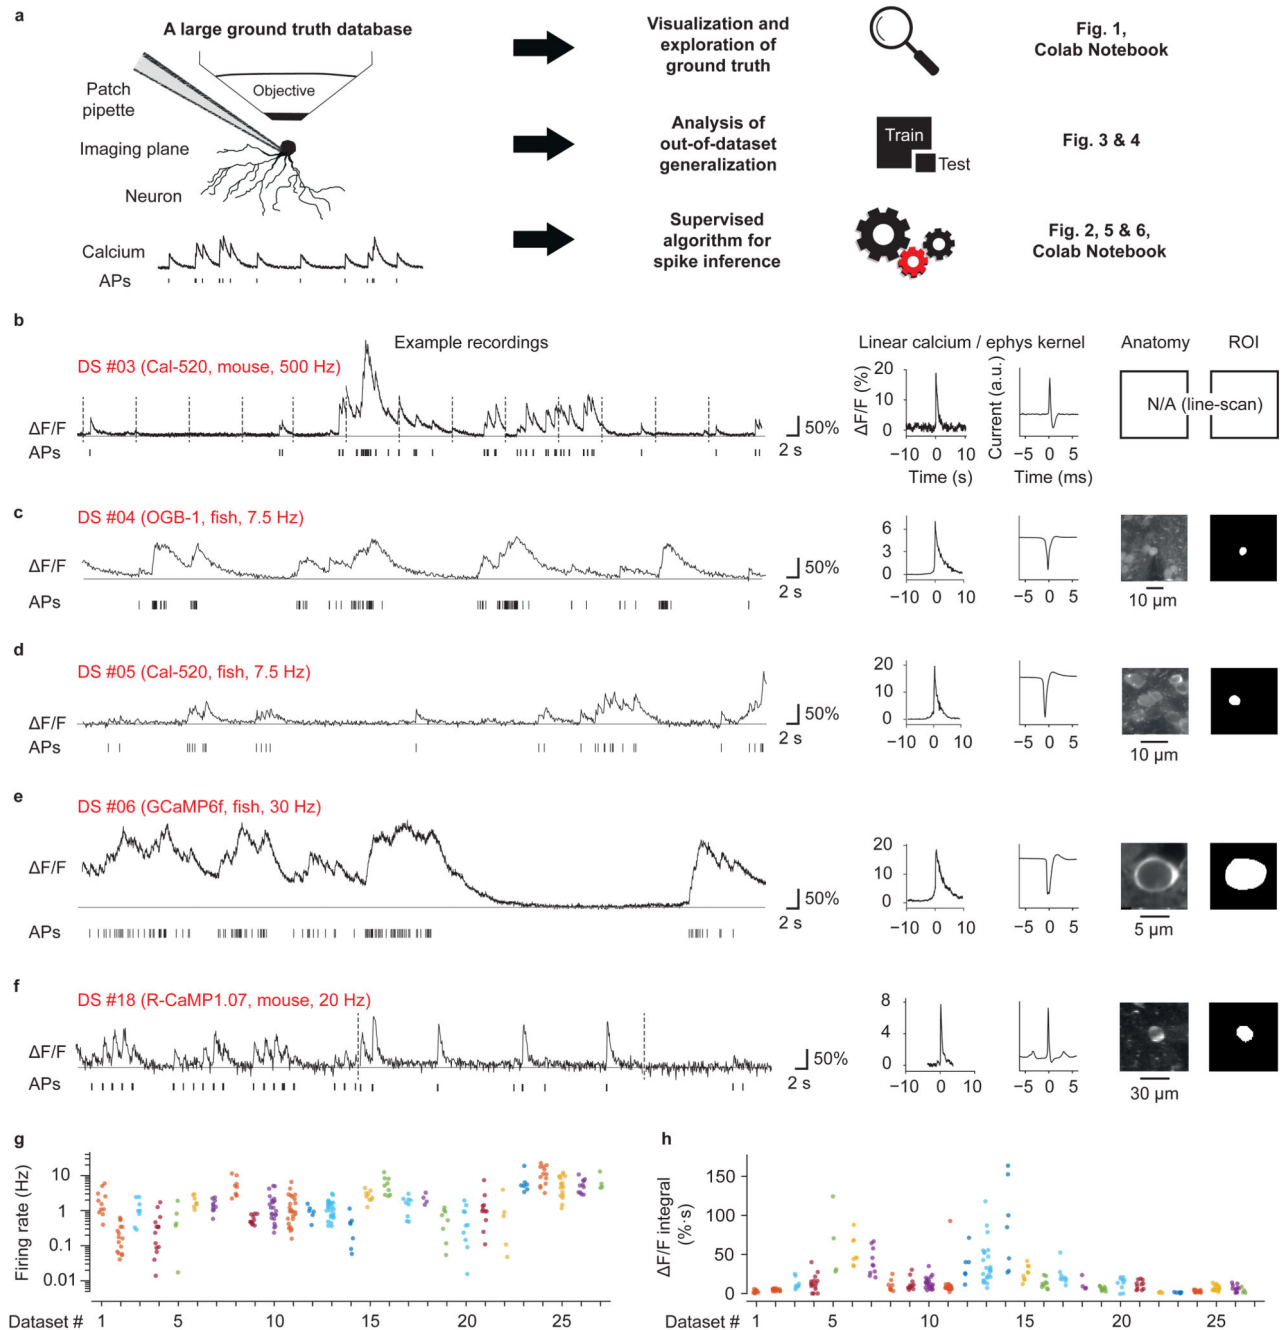 a
A large ground truth database
Patch
pipette
Objective
Imaging plane
Neuron
Calcium
APs
Visualization and
exploration of
ground truth
Fig. 1,
Colab Notebook
Analysis of
out-of-dataset
generalization
Train
Test
Fig. 3 & 4
Supervised
algorithm for
spike inference
Fig. 2, 5 & 6,
Colab Notebook
b
Example recordings
Linear calcium / ephys kernel
Anatomy
ROI
DS #03 (Cal-520, mouse, 500 Hz)
ΔF/F
APs
50%
2 s
ΔF/F (%)
20
10
0
−10 0 10
Time (s)
Current (a.u.)
−5 0 5
Time (ms)
N/A (line-scan)
c
DS #04 (OGB-1, fish, 7.5 Hz)
ΔF/F
APs
50%
2 s
6
3
0
−10 0 10
−5 0 5
10 μm
d
DS #05 (Cal-520, fish, 7.5 Hz)
ΔF/F
APs
50%
2 s
20
10
0
−10 0 10
−5 0 5
10 μm
e
DS #06 (GCaMP6f, fish, 30 Hz)
ΔF/F
APs
50%
2 s
20
10
0
−10 0 10
−5 0 5
5 μm
f
DS #18 (R-CaMP1.07, mouse, 20 Hz)
ΔF/F
APs
50%
2 s
8
4
0
−10 0 10
−5 0 5
30 μm
g
Firing rate (Hz)
10
1
0.1
0.01
Dataset # 1 5 10 15 20 25
h
ΔF/F integral
(%·s)
150
100
50
0
Dataset # 1 5 10 15 20 25